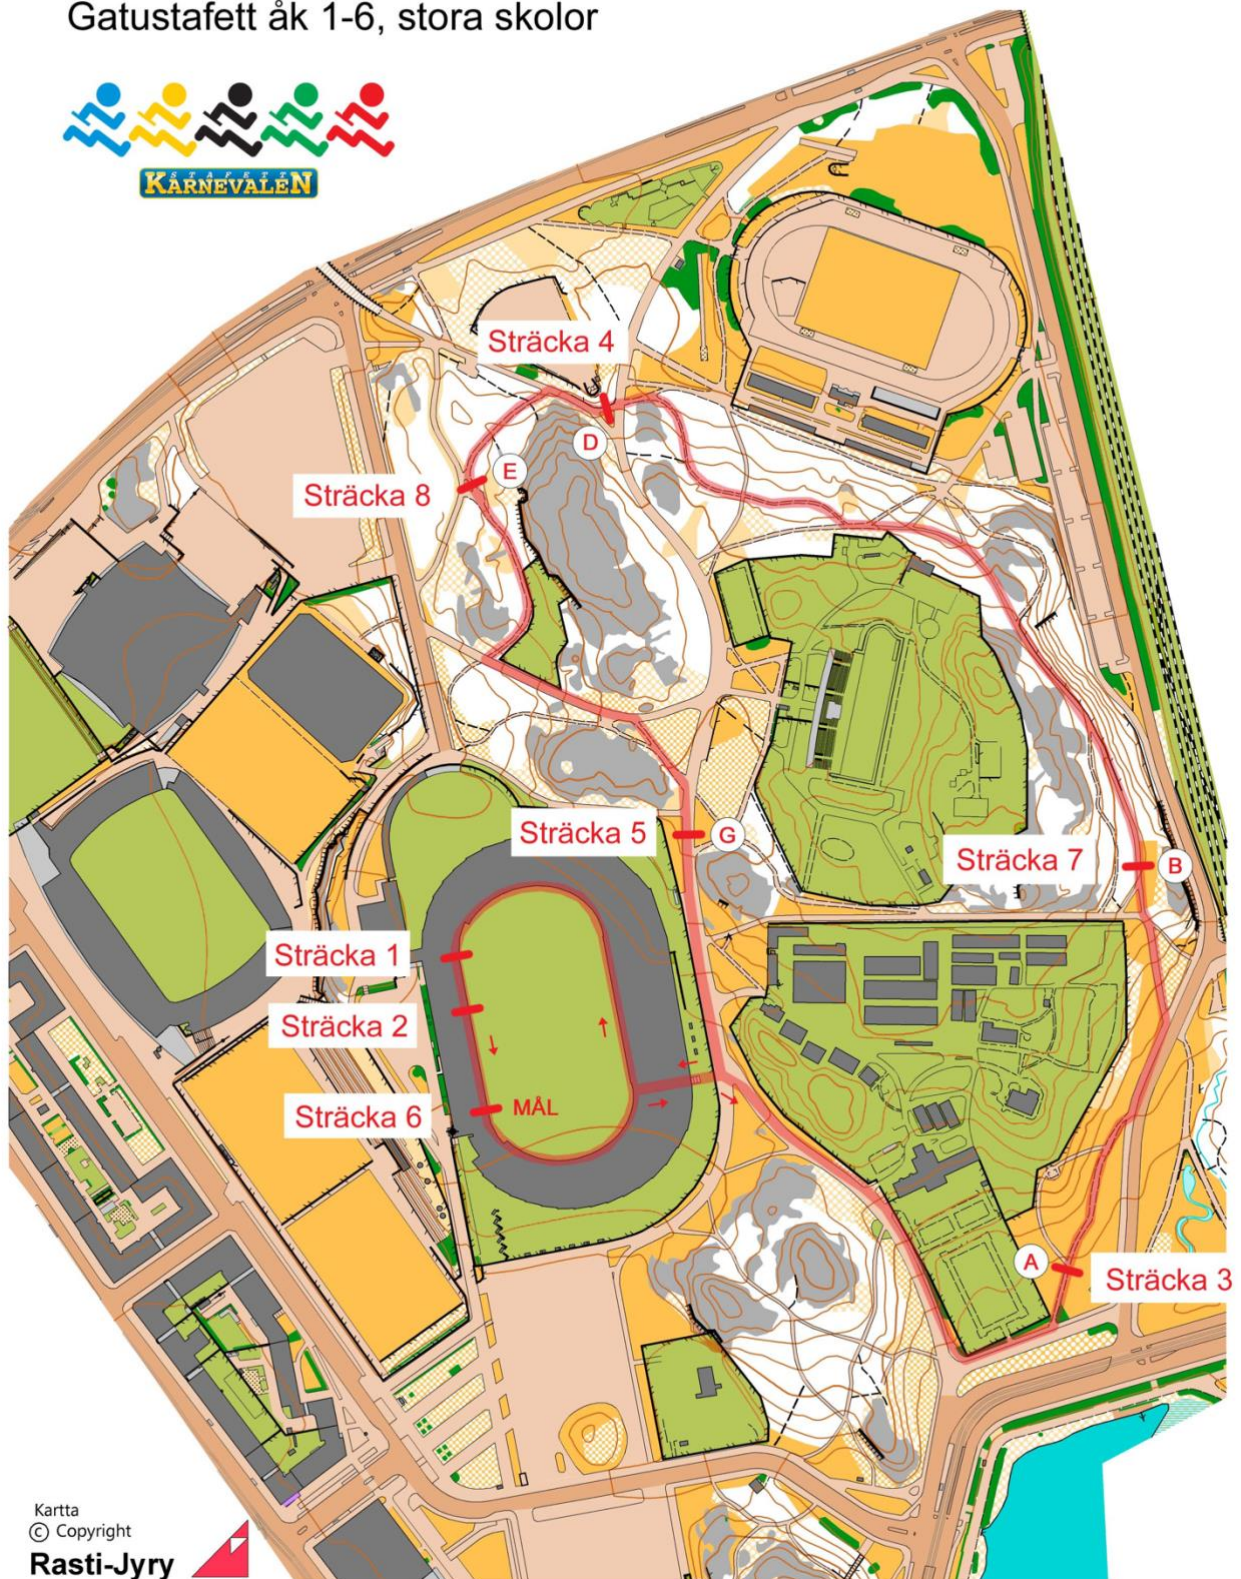 Gatustafett åk 1-6, stora skolor
STAFETT
KARNEVALEN
Sträcka 4
D
E
Sträcka 8
Sträcka 5
G
Sträcka 7
B
Sträcka 1
Sträcka 2
Sträcka 6
MÅL
A
Sträcka 3
Kartta
© Copyright
Rasti-Jyry